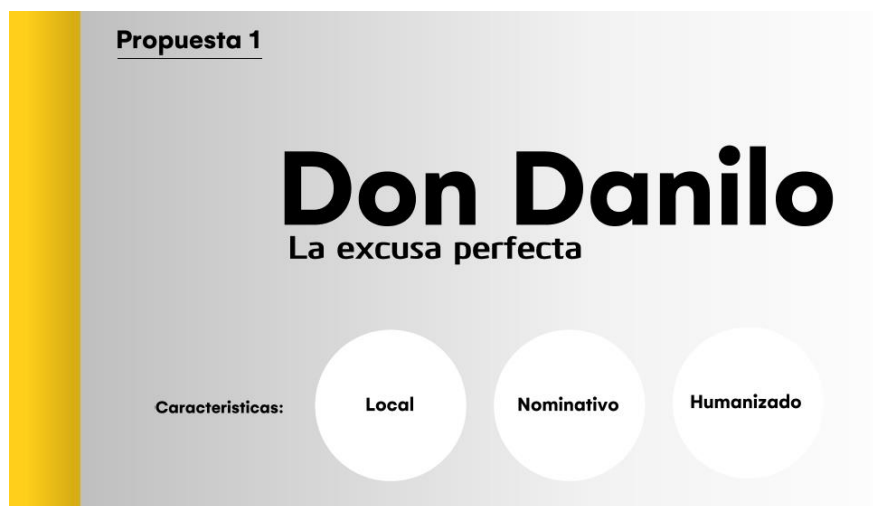 Propuesta 1
Don Danilo
La excusa perfecta
Caracteristicas:
Local
Nominativo
Humanizado